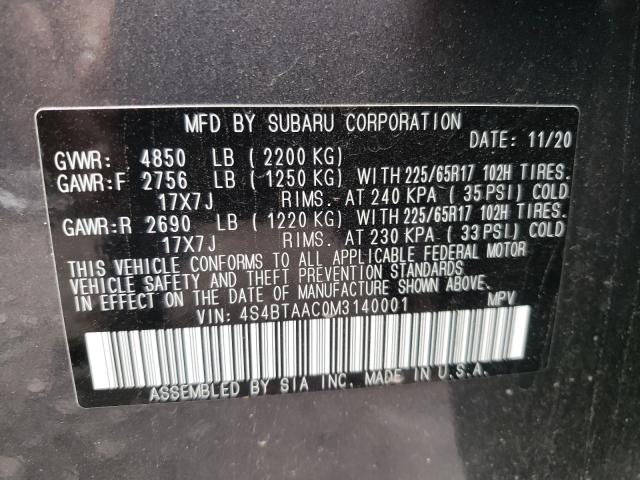 MFD BY SUBARU CORPORATION
DATE: 11/20
GVWR: 4850 LB ( 2200 KG)
GAWR:F 2756 LB ( 1250 KG) WITH 225/65R17 102H TIRES.
17X7J RIMS. AT 240 KPA ( 35 PSI) COLD
GAWR:R 2690 LB ( 1220 KG) WITH 225/65R17 102H TIRES.
17X7J RIMS. AT 230 KPA ( 33 PSI) COLD
THIS VEHICLE CONFORMS TO ALL APPLICABLE FEDERAL MOTOR
VEHICLE SAFETY AND THEFT PREVENTION STANDARDS
IN EFFECT ON THE DATE OF MANUFACTURE SHOWN ABOVE.
VIN: 4S4BTAAC0M3140001 MPV
ASSEMBLED BY SIA INC. MADE IN U.S.A.